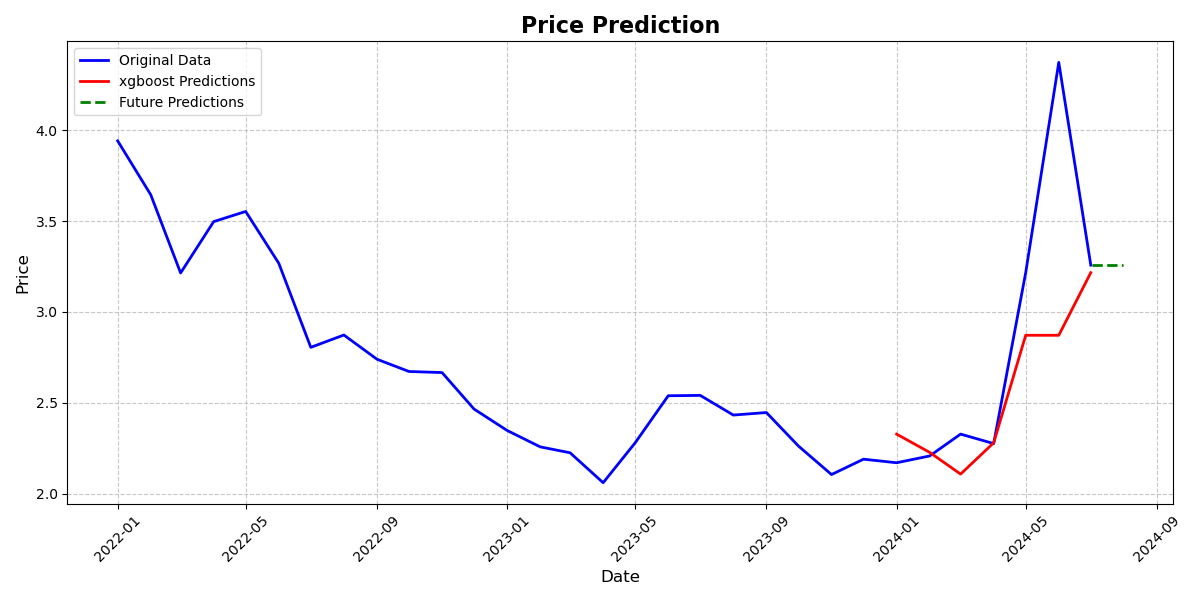 Price Prediction
Original Data
xgboost Predictions
Future Predictions
Price
4.0
3.5
3.0
2.5
2.0
2022-01
2022-05
2022-09
2023-01
2023-05
2023-09
2024-01
2024-05
2024-09
Date